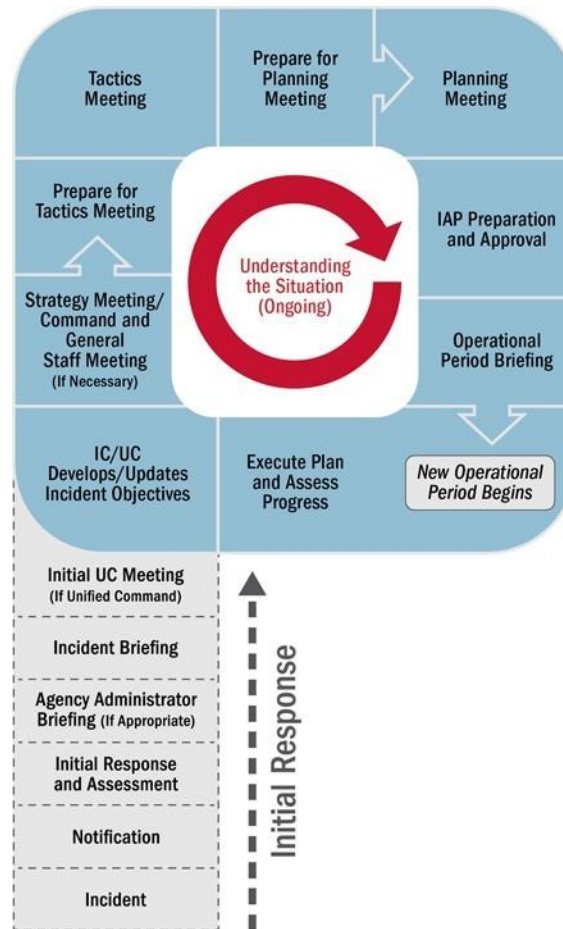 Tactics
Meeting
Prepare for
Planning
Meeting
Planning
Meeting
Prepare for
Tactics Meeting
IAP Preparation
and Approval
Understanding
the Situation
(Ongoing)
Strategy Meeting/
Command and
General
Staff Meeting
(If Necessary)
Operational
Period Briefing
IC/UC
Develops/Updates
Incident Objectives
Execute Plan
and Assess
Progress
New Operational
Period Begins
Initial UC Meeting
(If Unified Command)
Incident Briefing
Agency Administrator
Briefing (If Appropriate)
Initial Response
and Assessment
Notification
Incident
Initial Response